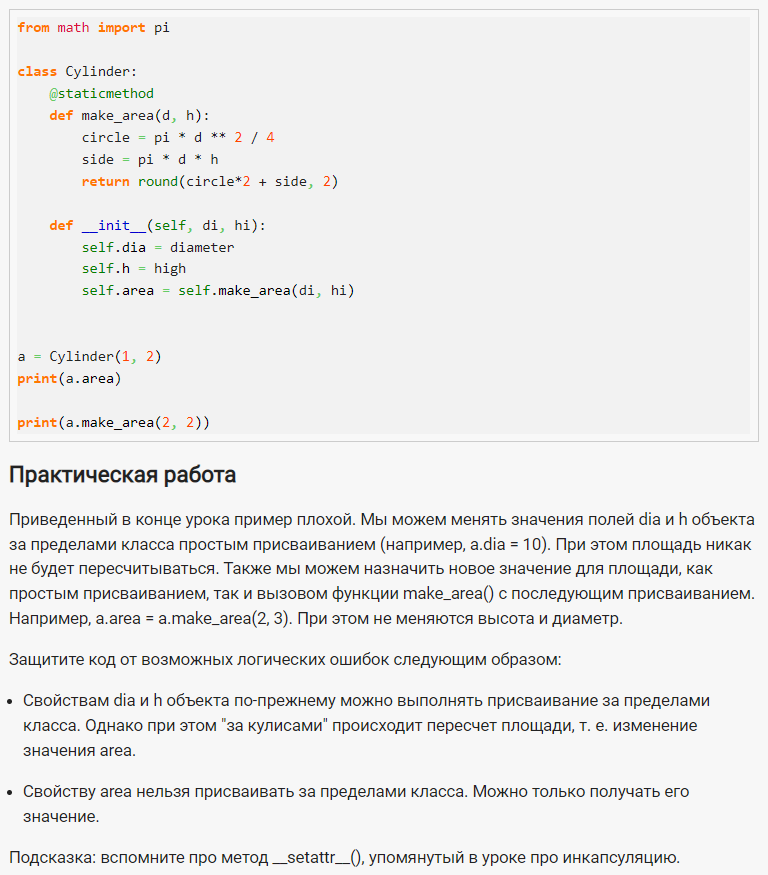 from math import pi
class Cylinder:
@staticmethod
def make_area(d, h):
circle = pi * d ** 2 / 4
side = pi * d * h
return round(circle*2 + side, 2)
def __init__(self, di, hi):
self.dia = diameter
self.h = high
self.area = self.make_area(di, hi)
a = Cylinder(1, 2)
print(a.area)
print(a.make_area(2, 2))
Практическая работа
Приведенный в конце урока пример плохой. Мы можем менять значения полей dia и h объекта
за пределами класса простым присваиванием (например, a.dia = 10). При этом площадь никак
не будет пересчитываться. Также мы можем назначить новое значение для площади, как
простым присваиванием, так и вызовом функции make_area() с последующим присваиванием.
Например, a.area = a.make_area(2, 3). При этом не меняются высота и диаметр.
Защитите код от возможных логических ошибок следующим образом:
• Свойствам dia и h объекта по-прежнему можно выполнять присваивание за пределами
класса. Однако при этом "за кулисами" происходит пересчет площади, т. е. изменение
значения area.
• Свойству area нельзя присваивать за пределами класса. Можно только получать его
значение.
Подсказка: вспомните про метод __setattr__(), упомянутый в уроке про инкапсуляцию.